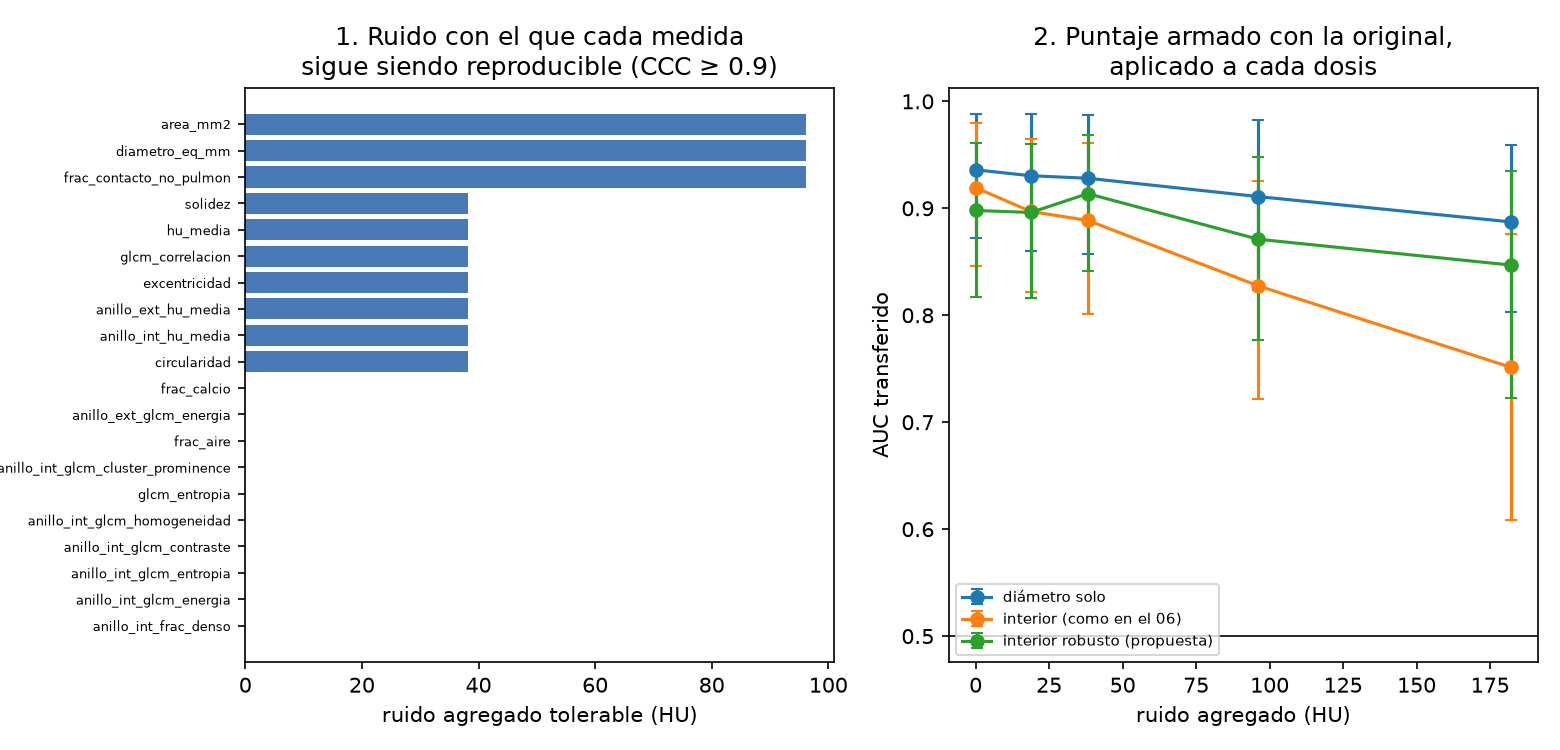 1. Ruido con el que cada medida
sigue siendo reproducible (CCC ≥ 0.9)
area_mm2
diametro_eq_mm
frac_contacto_no_pulmon
solidez
hu_media
glcm_correlacion
excentricidad
anillo_ext_hu_media
anillo_int_hu_media
circularidad
frac_calcio
anillo_ext_glcm_energia
frac_aire
anillo_int_glcm_cluster_prominence
glcm_entropia
anillo_int_glcm_homogeneidad
anillo_int_glcm_contraste
anillo_int_glcm_entropia
anillo_int_glcm_energia
anillo_int_frac_denso
0 20 40 60 80 100
ruido agregado tolerable (HU)
2. Puntaje armado con la original,
aplicado a cada dosis
AUC transferido
1.0
0.9
0.8
0.7
0.6
0.5
diámetro solo
interior (como en el 06)
interior robusto (propuesta)
0 25 50 75 100 125 150 175
ruido agregado (HU)